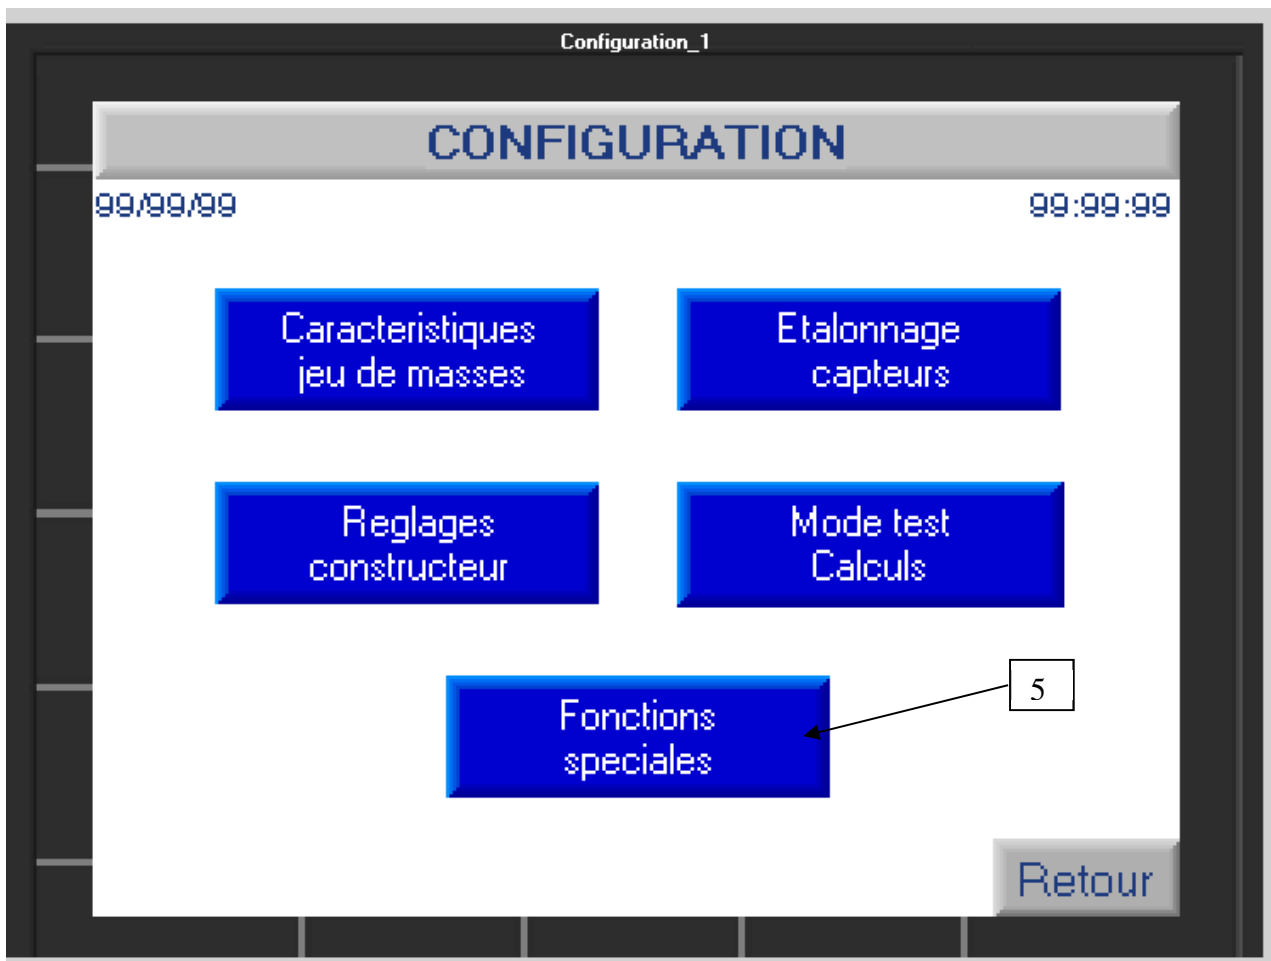 Configuration_1
CONFIGURATION
99/99/99
99:99:99
Caracteristiques
jeu de masses
Etalonnage
capteurs
Reglages
constructeur
Mode test
Calculs
Fonctions
speciales
5
Retour